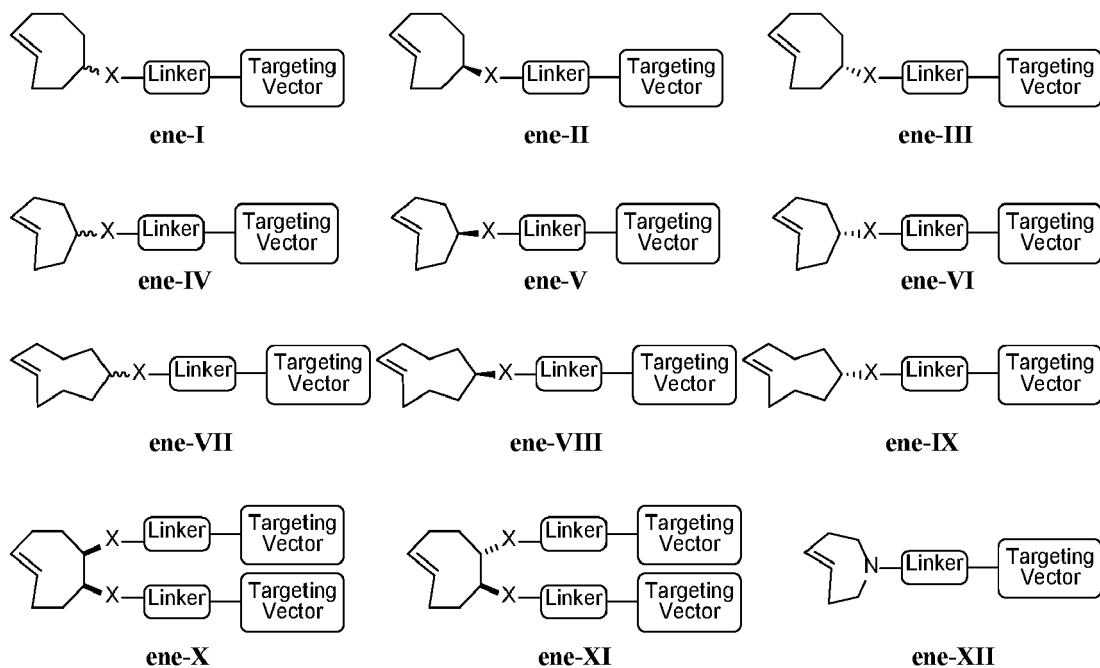 X Linker Targeting Vector X Linker Targeting Vector X Linker Targeting Vector
ene-I ene-II ene-III
X Linker Targeting Vector X Linker Targeting Vector X Linker Targeting Vector
ene-IV ene-V ene-VI
X Linker Targeting Vector X Linker Targeting Vector X Linker Targeting Vector
ene-VII ene-VIII ene-IX
X Linker Targeting Vector X Linker Targeting Vector
X Linker Targeting Vector X Linker Targeting Vector N Linker Targeting Vector
ene-X ene-XI ene-XII